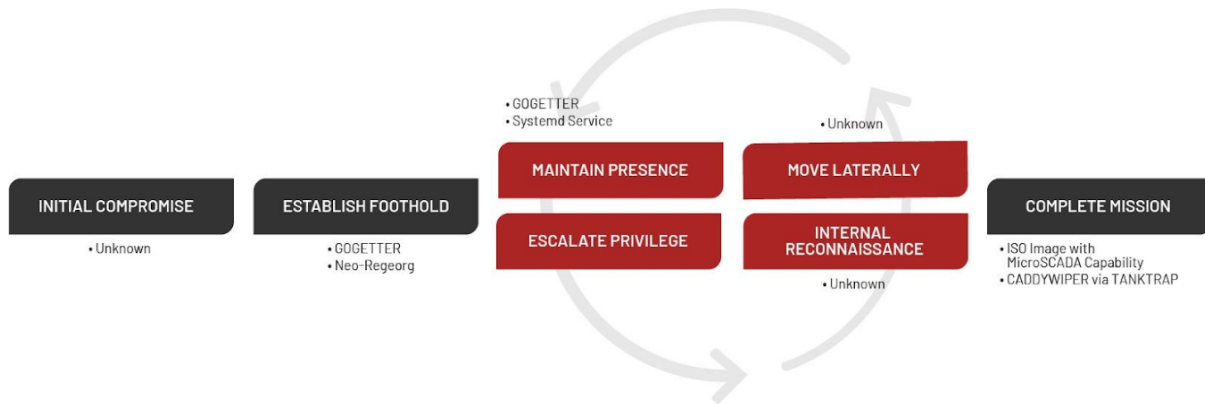 INITIAL COMPROMISE
• Unknown
ESTABLISH FOOTHOLD
• GOGETTER
• Neo-Regeorg
• GOGETTER
• Systemd Service
MAINTAIN PRESENCE
ESCALATE PRIVILEGE
• Unknown
MOVE LATERALLY
INTERNAL
RECONNAISSANCE
• Unknown
COMPLETE MISSION
• ISO Image with
MicroSCADA Capability
• CADDYWIPER via TANKTRAP